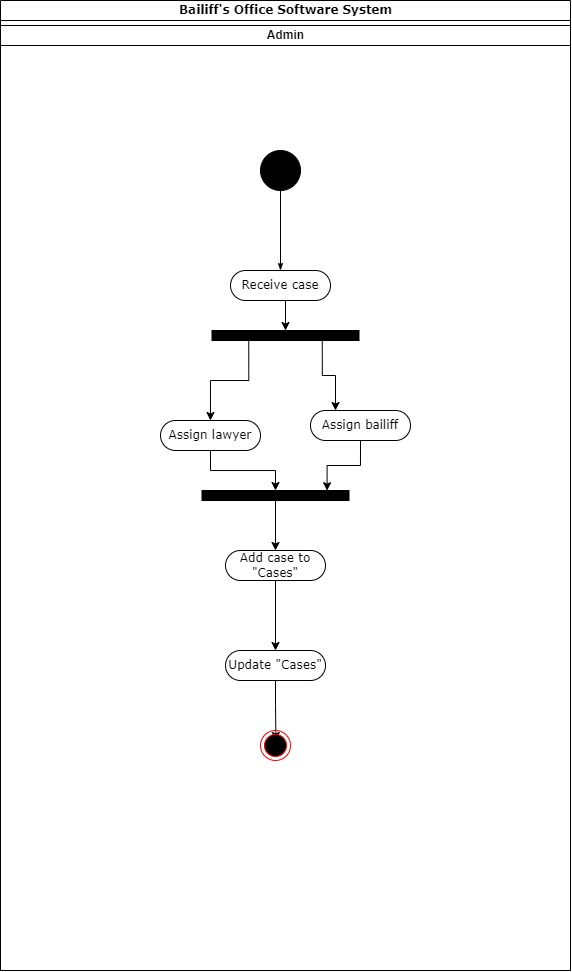 Bailiff's Office Software System
Admin
Receive case
Assign lawyer
Assign bailiff
Add case to
"Cases"
Update "Cases"